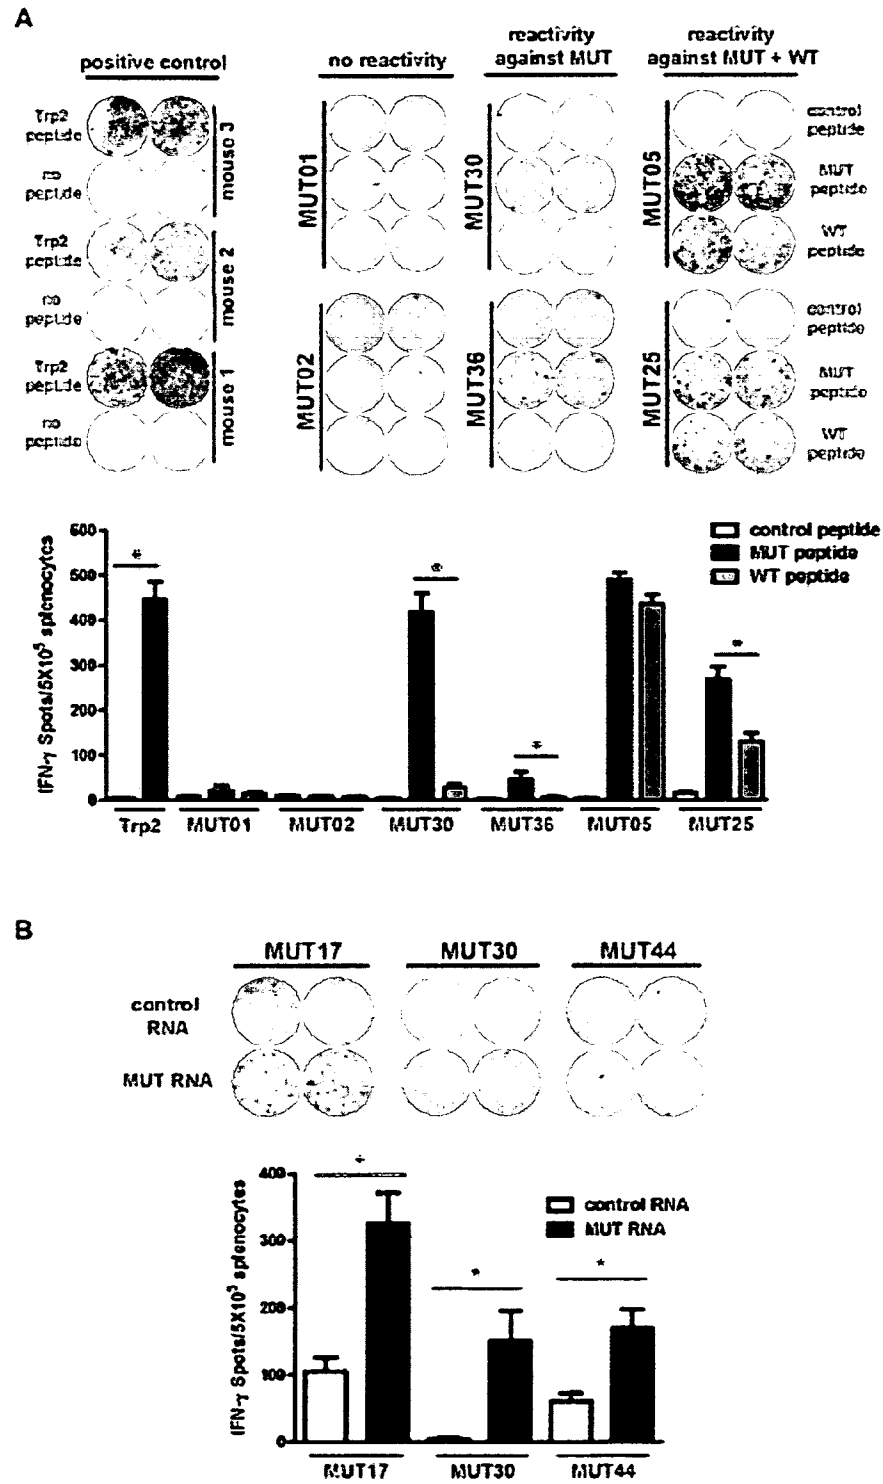 A
positive control
no reactivity
reactivity
against MUT
reactivity
against MUT + WT
Trp2
peptide
no
peptide
mouse 3
Trp2
peptide
no
peptide
mouse 2
Trp2
peptide
no
peptide
mouse 1
MUT01
MUT02
MUT30
MUT36
MUT05
MUT25
control
peptide
MUT
peptide
WT
peptide
control
peptide
MUT
peptide
WT
peptide
IFN-γ Spots/5X10⁵ splenocytes
600
500
400
300
200
100
0
* * * *
control peptide
MUT peptide
WT peptide
Trp2 MUT01 MUT02 MUT30 MUT36 MUT05 MUT25
B
MUT17 MUT30 MUT44
control
RNA
MUT RNA
IFN-γ Spots/5X10⁵ splenocytes
400
300
200
100
0
* * *
control RNA
MUT RNA
MUT17 MUT30 MUT44